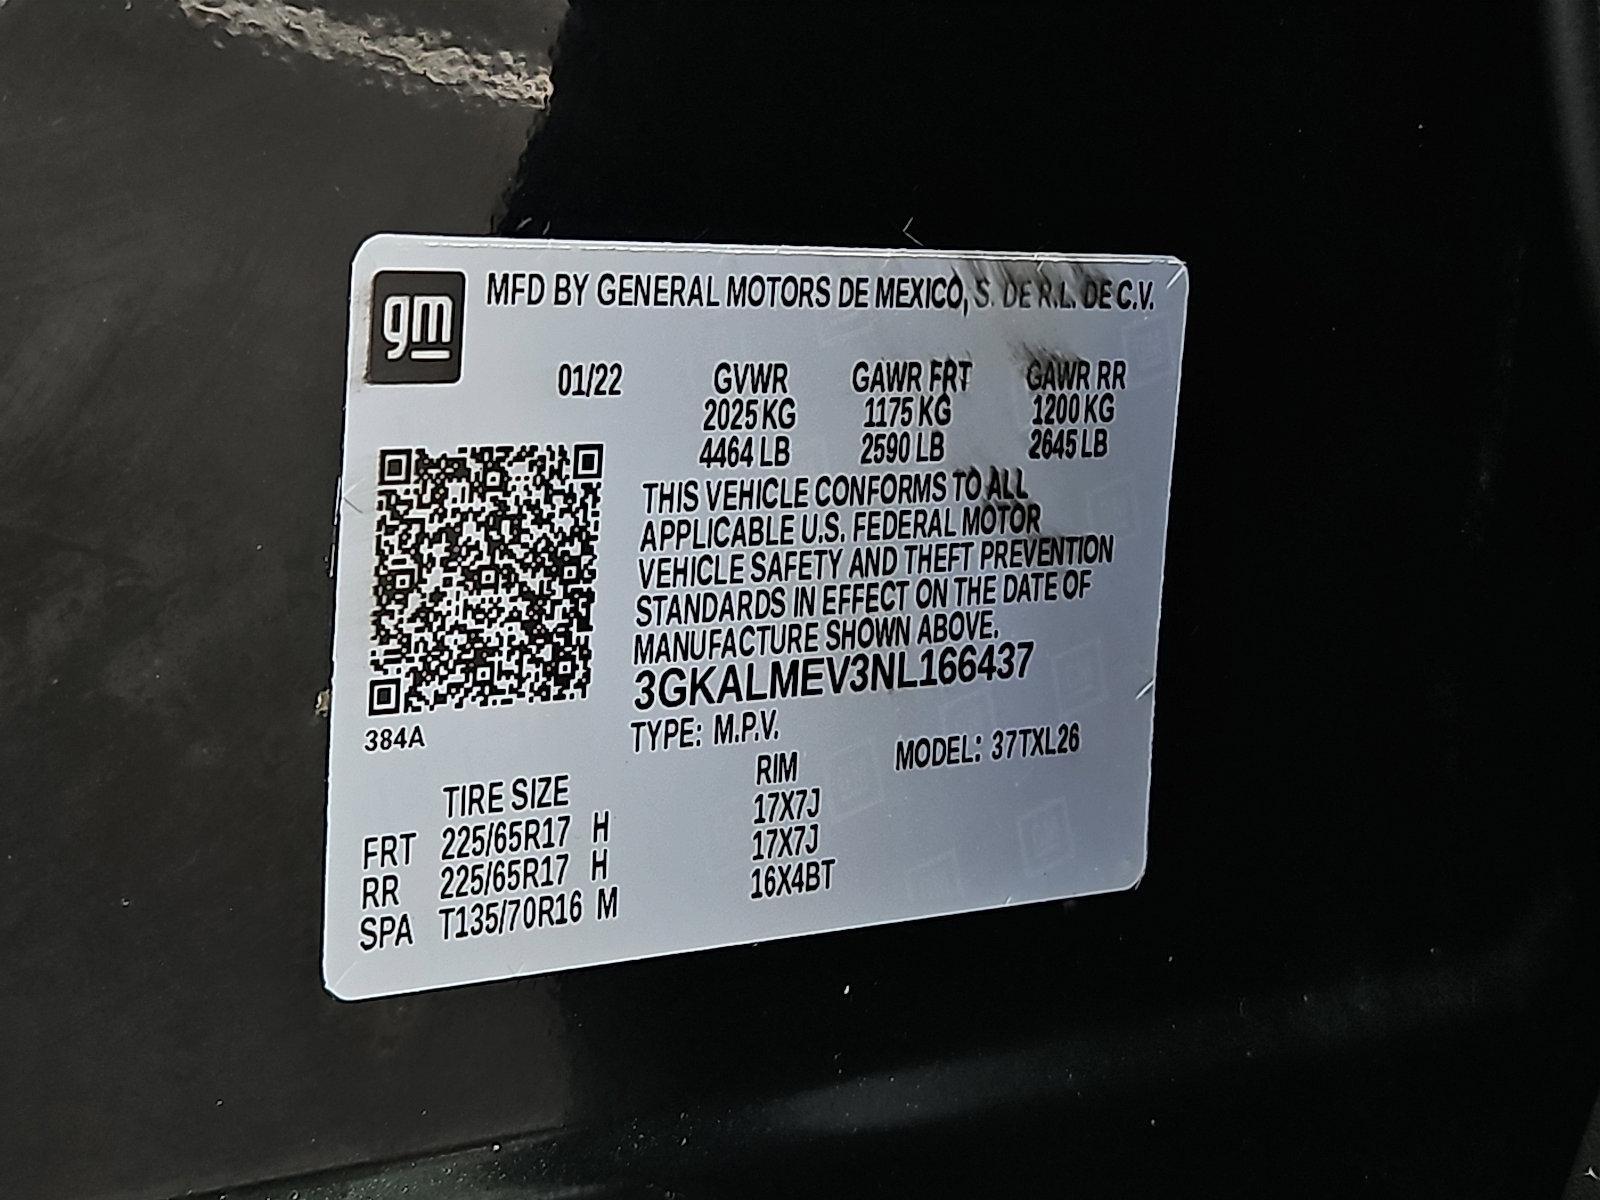 gm MFD BY GENERAL MOTORS DE MEXICO, S. DE R.L. DE C.V.
01/22 GVWR GAWR FRT GAWR RR
2025 KG 1175 KG 1200 KG
4464 LB 2590 LB 2645 LB
THIS VEHICLE CONFORMS TO ALL
APPLICABLE U.S. FEDERAL MOTOR
VEHICLE SAFETY AND THEFT PREVENTION
STANDARDS IN EFFECT ON THE DATE OF
MANUFACTURE SHOWN ABOVE.
3GKALMEV3NL166437
384A TYPE: M.P.V. MODEL: 37TXL26
TIRE SIZE RIM
FRT 225/65R17 H 17X7J
RR 225/65R17 H 17X7J
SPA T135/70R16 M 16X4BT